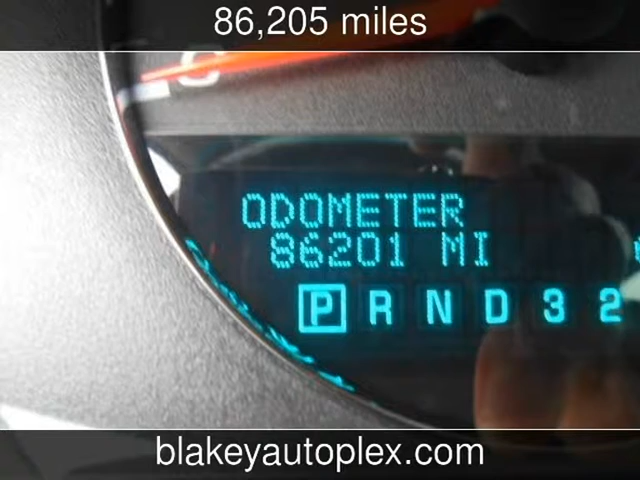 86,205 miles
C
ODOMETER
86201 MI
P R N D 3 2
blakeyautoplex.com